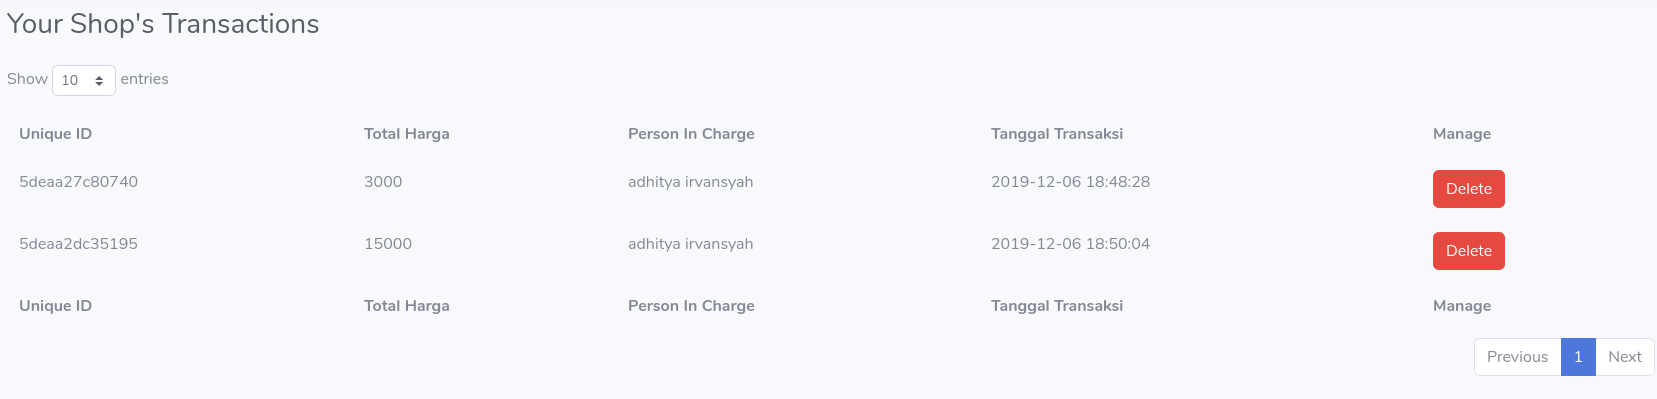 Your Shop's Transactions
Show 10 entries
Unique ID Total Harga Person In Charge Tanggal Transaksi Manage
5deaa27c80740 3000 adhitya irvansyah 2019-12-06 18:48:28 Delete
5deaa2dc35195 15000 adhitya irvansyah 2019-12-06 18:50:04 Delete
Unique ID Total Harga Person In Charge Tanggal Transaksi Manage
Previous 1 Next